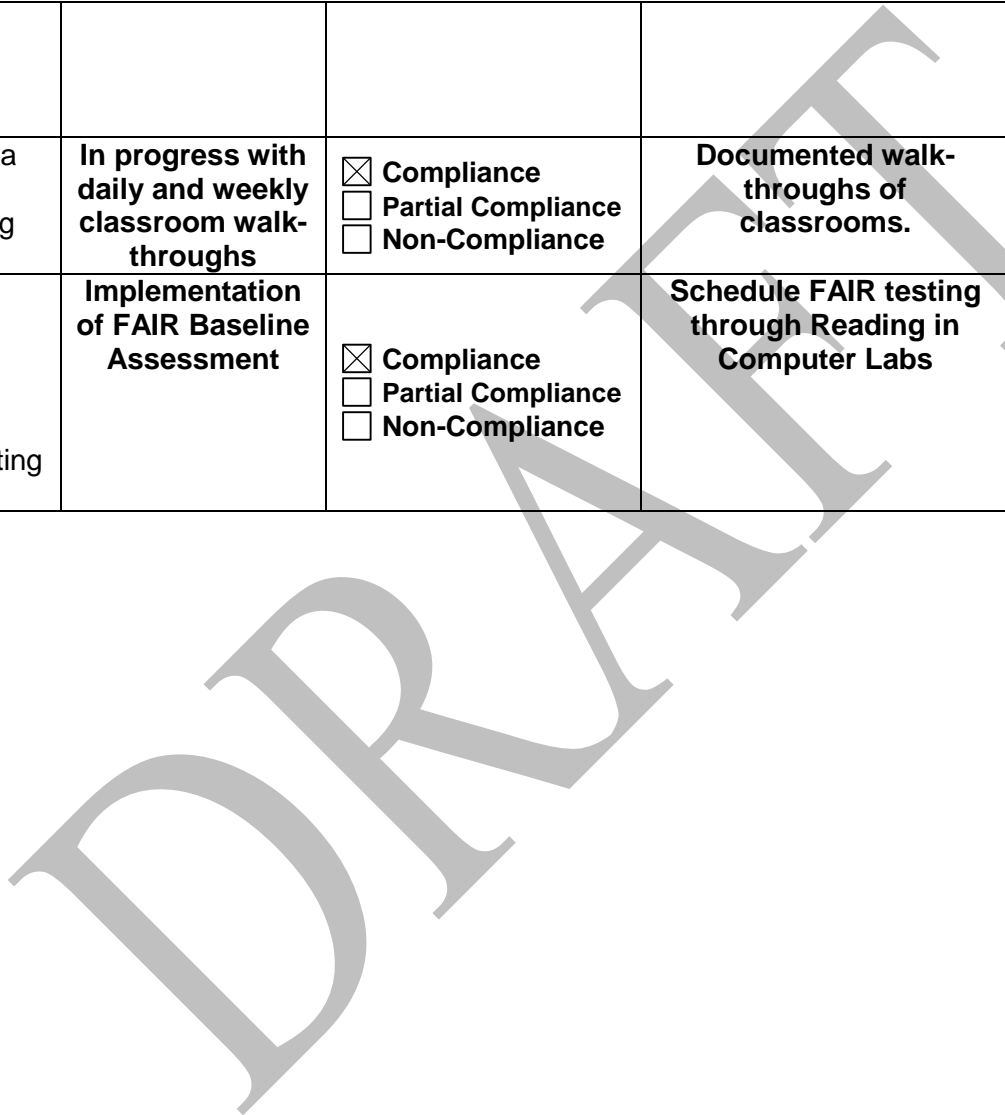 a
g
In progress with
daily and weekly
classroom walk-
throughs
☒ Compliance
☐ Partial Compliance
☐ Non-Compliance
Documented walk-
throughs of
classrooms.
ting
Implementation
of FAIR Baseline
Assessment
☒ Compliance
☐ Partial Compliance
☐ Non-Compliance
Schedule FAIR testing
through Reading in
Computer Labs
DRAFT